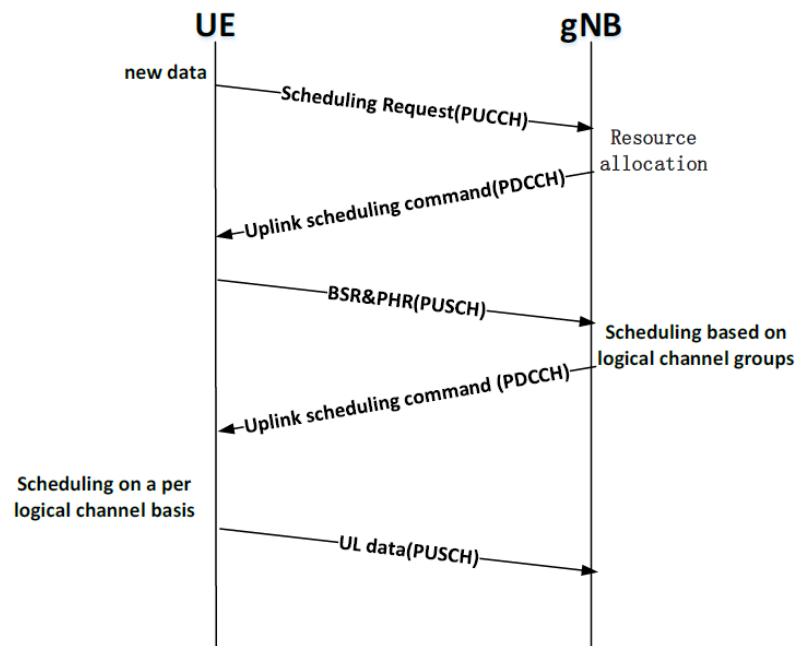 UE
gNB
new data
Scheduling Request(PUCCH)
Resource
allocation
Uplink scheduling command(PDCCH)
BSR&PHR(PUSCH)
Scheduling based on
logical channel groups
Uplink scheduling command (PDCCH)
Scheduling on a per
logical channel basis
UL data(PUSCH)